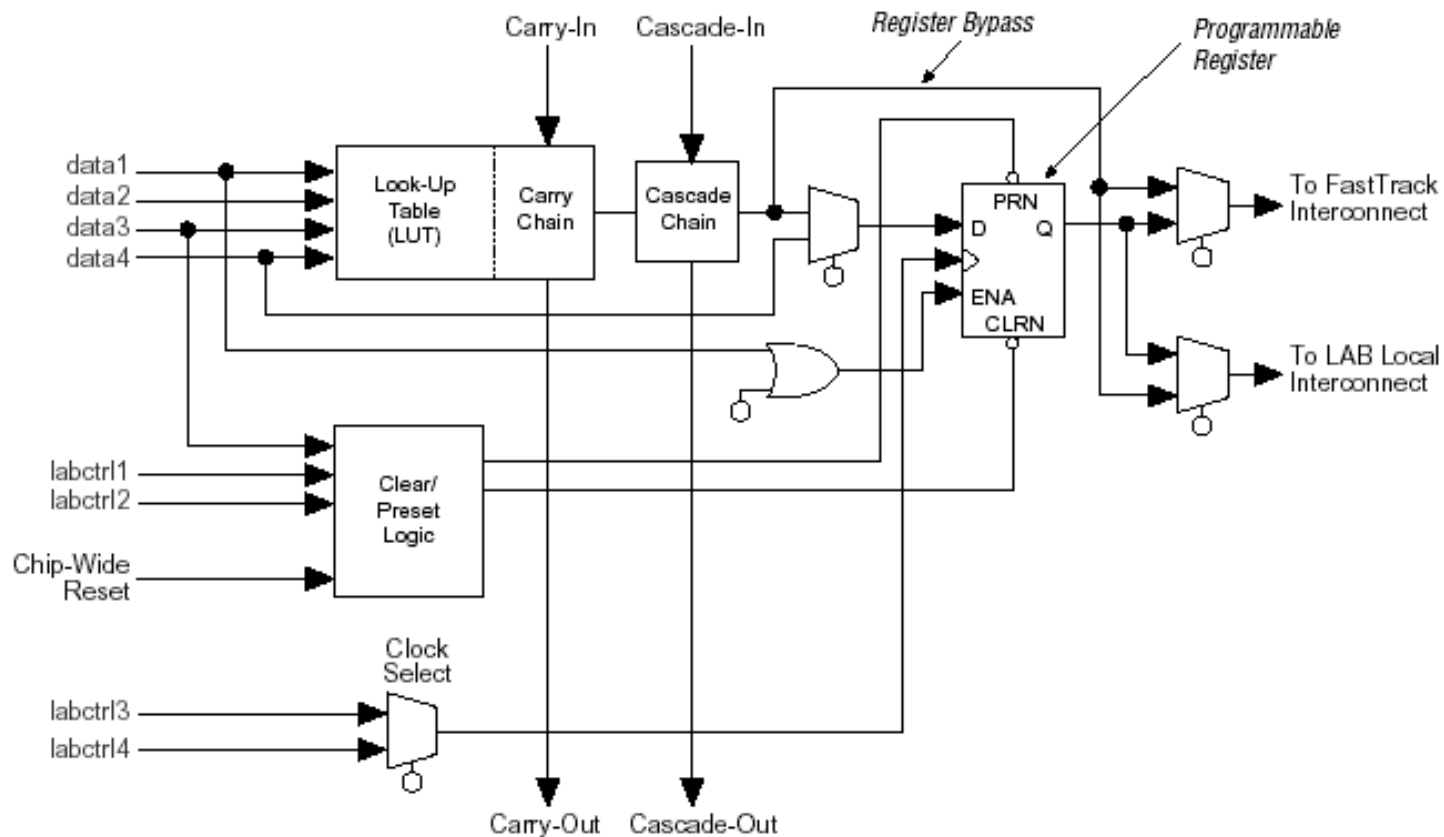 Carry-In
Cascade-In
Register Bypass
Programmable
Register
data1
data2
data3
data4
Look-Up
Table
(LUT)
Carry
Chain
Cascade
Chain
PRN
D
Q
ENA
CLRN
To FastTrack
Interconnect
To LAB Local
Interconnect
labctrl1
labctrl2
Chip-Wide
Reset
Clear/
Preset
Logic
Clock
Select
labctrl3
labctrl4
Carry-Out
Cascade-Out